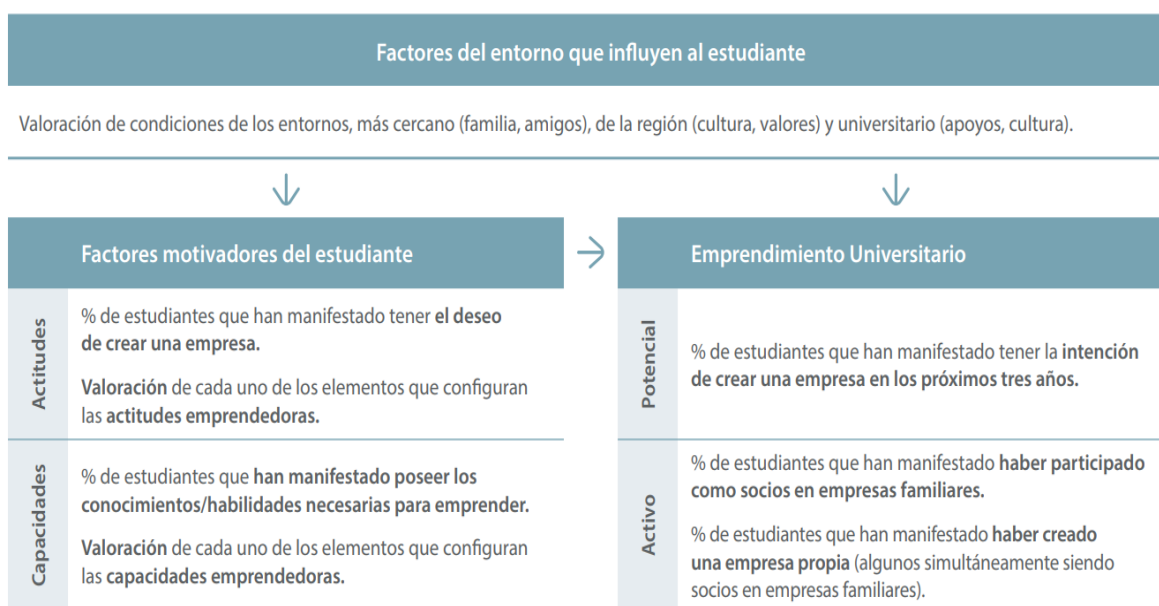 Factores del entorno que influyen al estudiante
Valoración de condiciones de los entornos, más cercano (familia, amigos), de la región (cultura, valores) y universitario (apoyos, cultura).
Factores motivadores del estudiante
Actitudes
% de estudiantes que han manifestado tener el deseo
de crear una empresa.
Valoración de cada uno de los elementos que configuran
las actitudes emprendedoras.
Capacidades
% de estudiantes que han manifestado poseer los
conocimientos/habilidades necesarias para emprender.
Valoración de cada uno de los elementos que configuran
las capacidades emprendedoras.
Emprendimiento Universitario
Potencial
% de estudiantes que han manifestado tener la intención
de crear una empresa en los próximos tres años.
Activo
% de estudiantes que han manifestado haber participado
como socios en empresas familiares.
% de estudiantes que han manifestado haber creado
una empresa propia (algunos simultáneamente siendo
socios en empresas familiares).